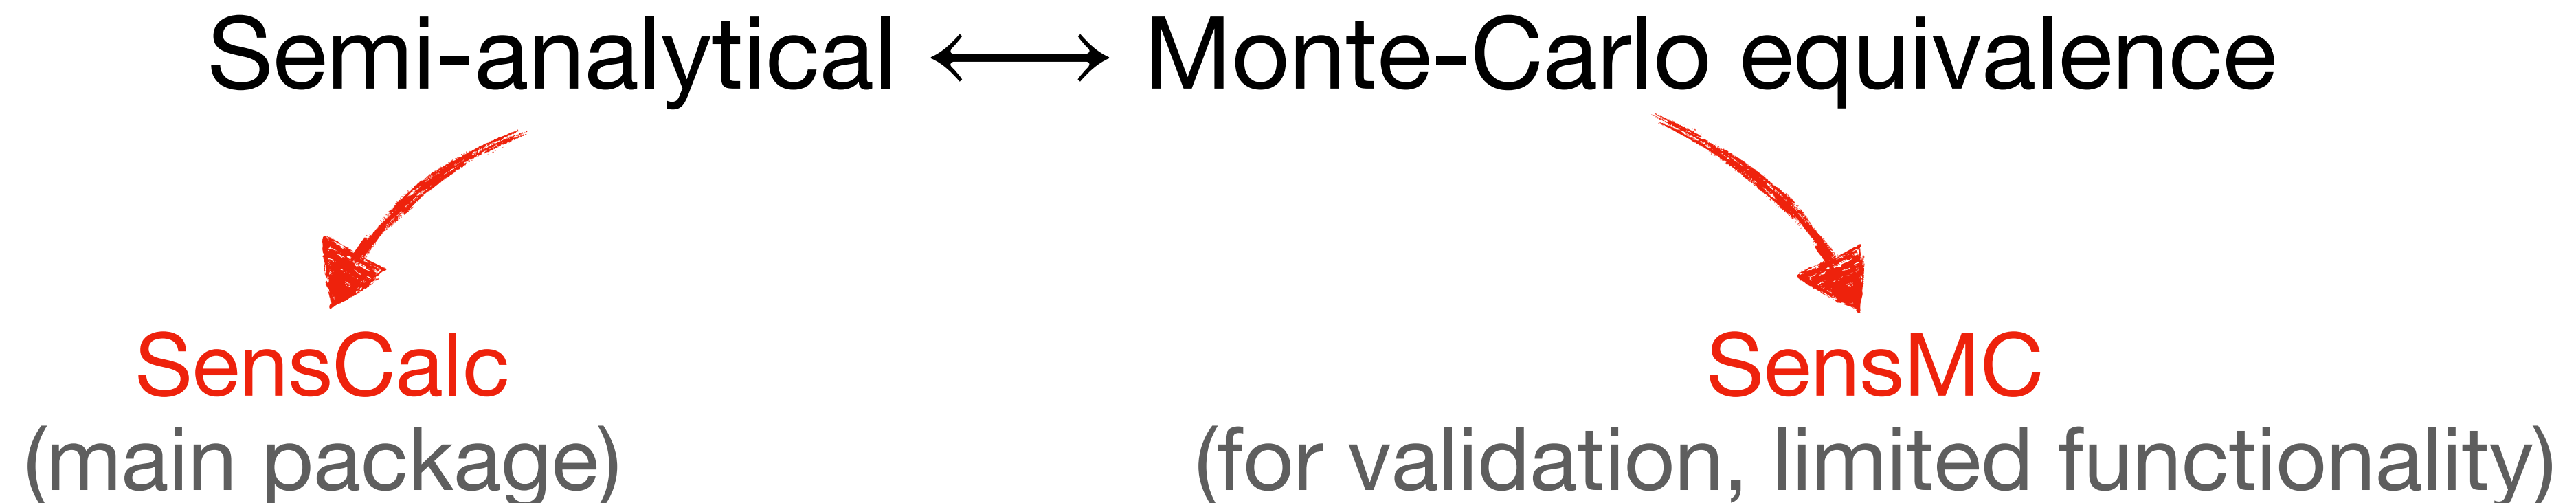 Semi-analytical ⟷ Monte-Carlo equivalence
SensCalc
(main package)
SensMC
(for validation, limited functionality)